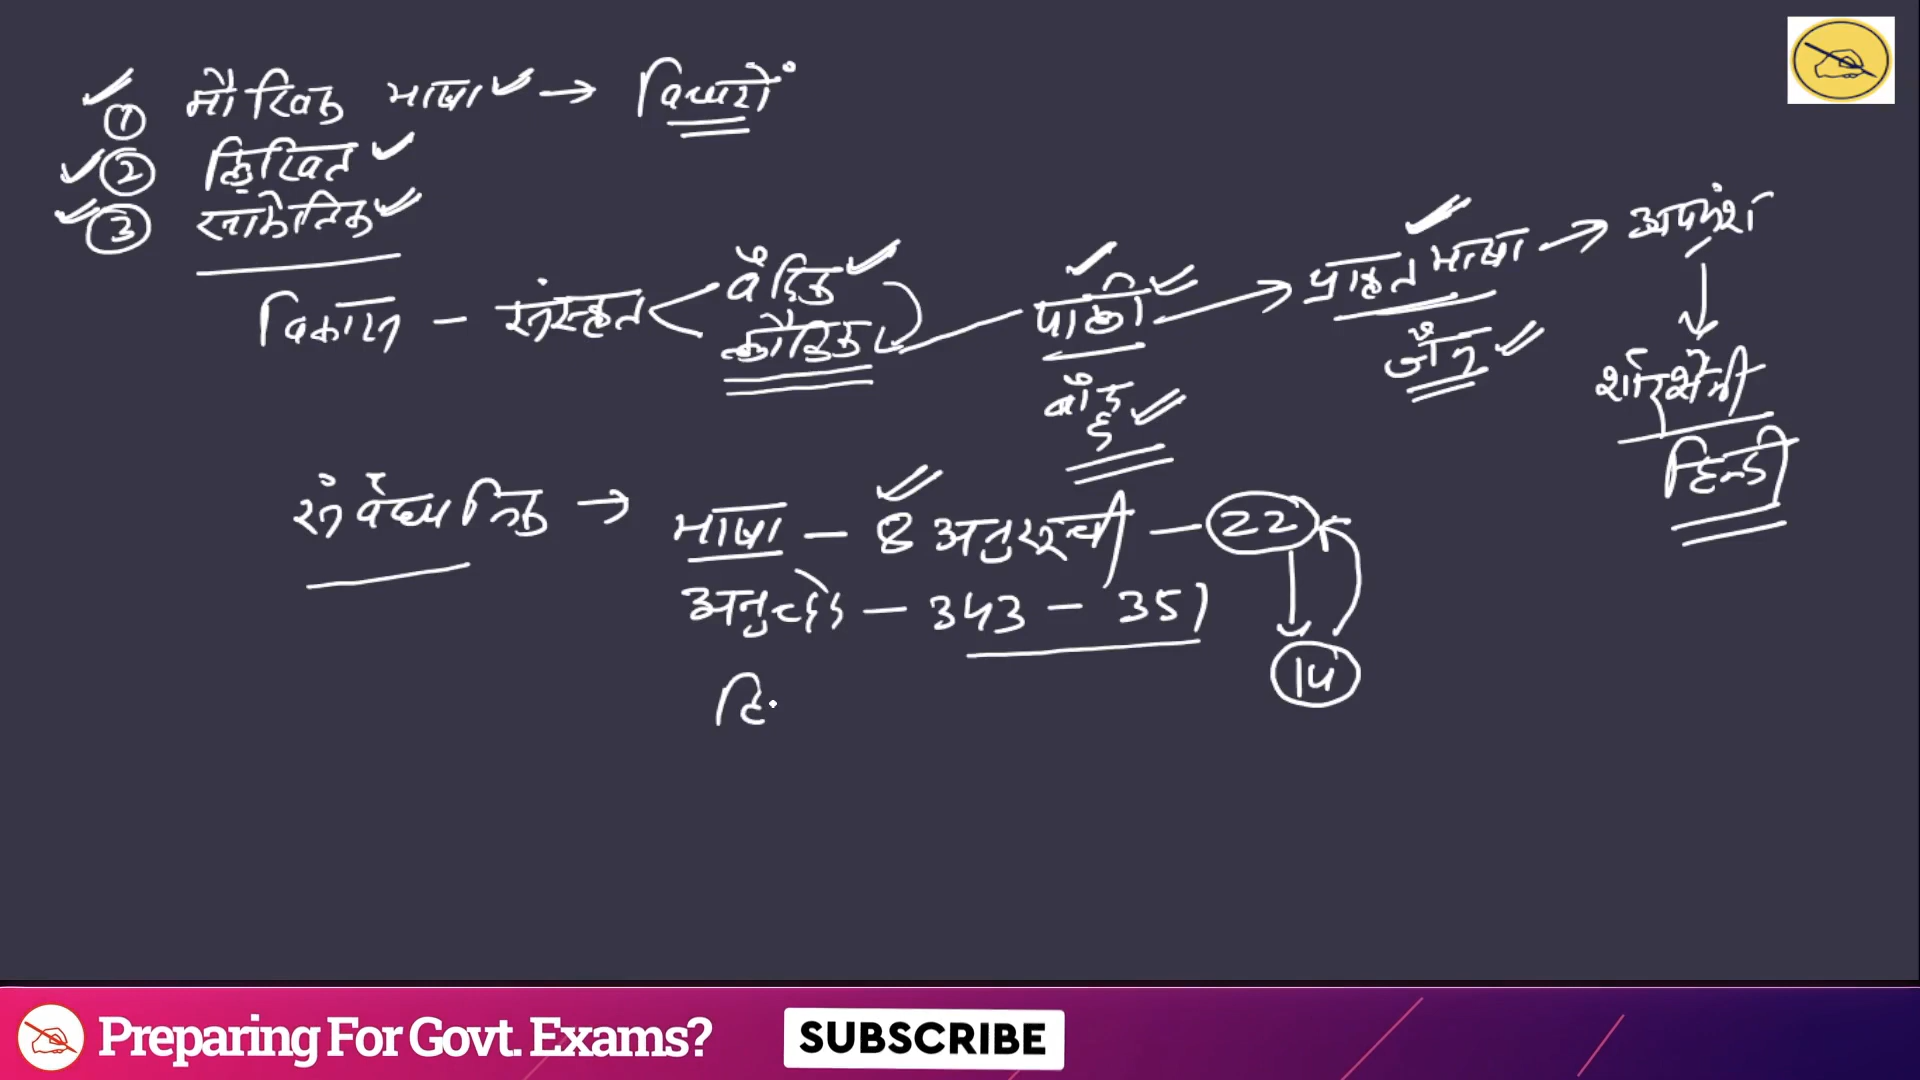 ① मौखिक भाषा → विचारों
② लिखित
③ सांकेतिक
विकास - संस्कृत < वैदिक
लौकिक
पाली → प्राकृत भाषा → अपभ्रंश
बौद्ध
जैन
शौरसेनी
हिन्दी
संवैधानिक → भाषा - 8 अनुसूची - 22
अनुच्छेद - 343 - 351
14
हि
Preparing For Govt. Exams? SUBSCRIBE